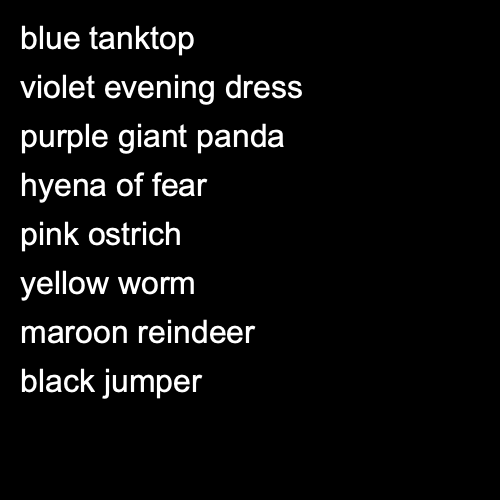 blue tanktop
violet evening dress
purple giant panda
hyena of fear
pink ostrich
yellow worm
maroon reindeer
black jumper